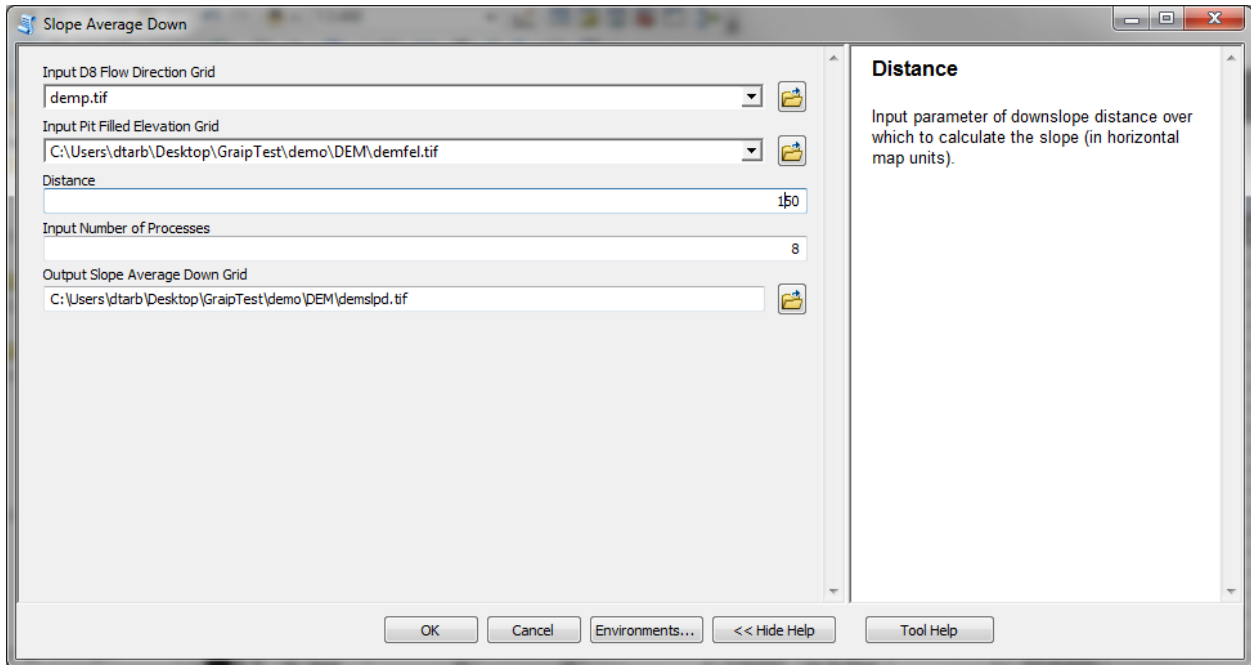 Slope Average Down
Input D8 Flow Direction Grid
demp.tif
Input Pit Filled Elevation Grid
C:\Users\dtarb\Desktop\GraipTest\demo\DEM\demfel.tif
Distance
150
Input Number of Processes
8
Output Slope Average Down Grid
C:\Users\dtarb\Desktop\GraipTest\demo\DEM\demslpd.tif
Distance
Input parameter of downslope distance over
which to calculate the slope (in horizontal
map units).
OK
Cancel
Environments...
<< Hide Help
Tool Help